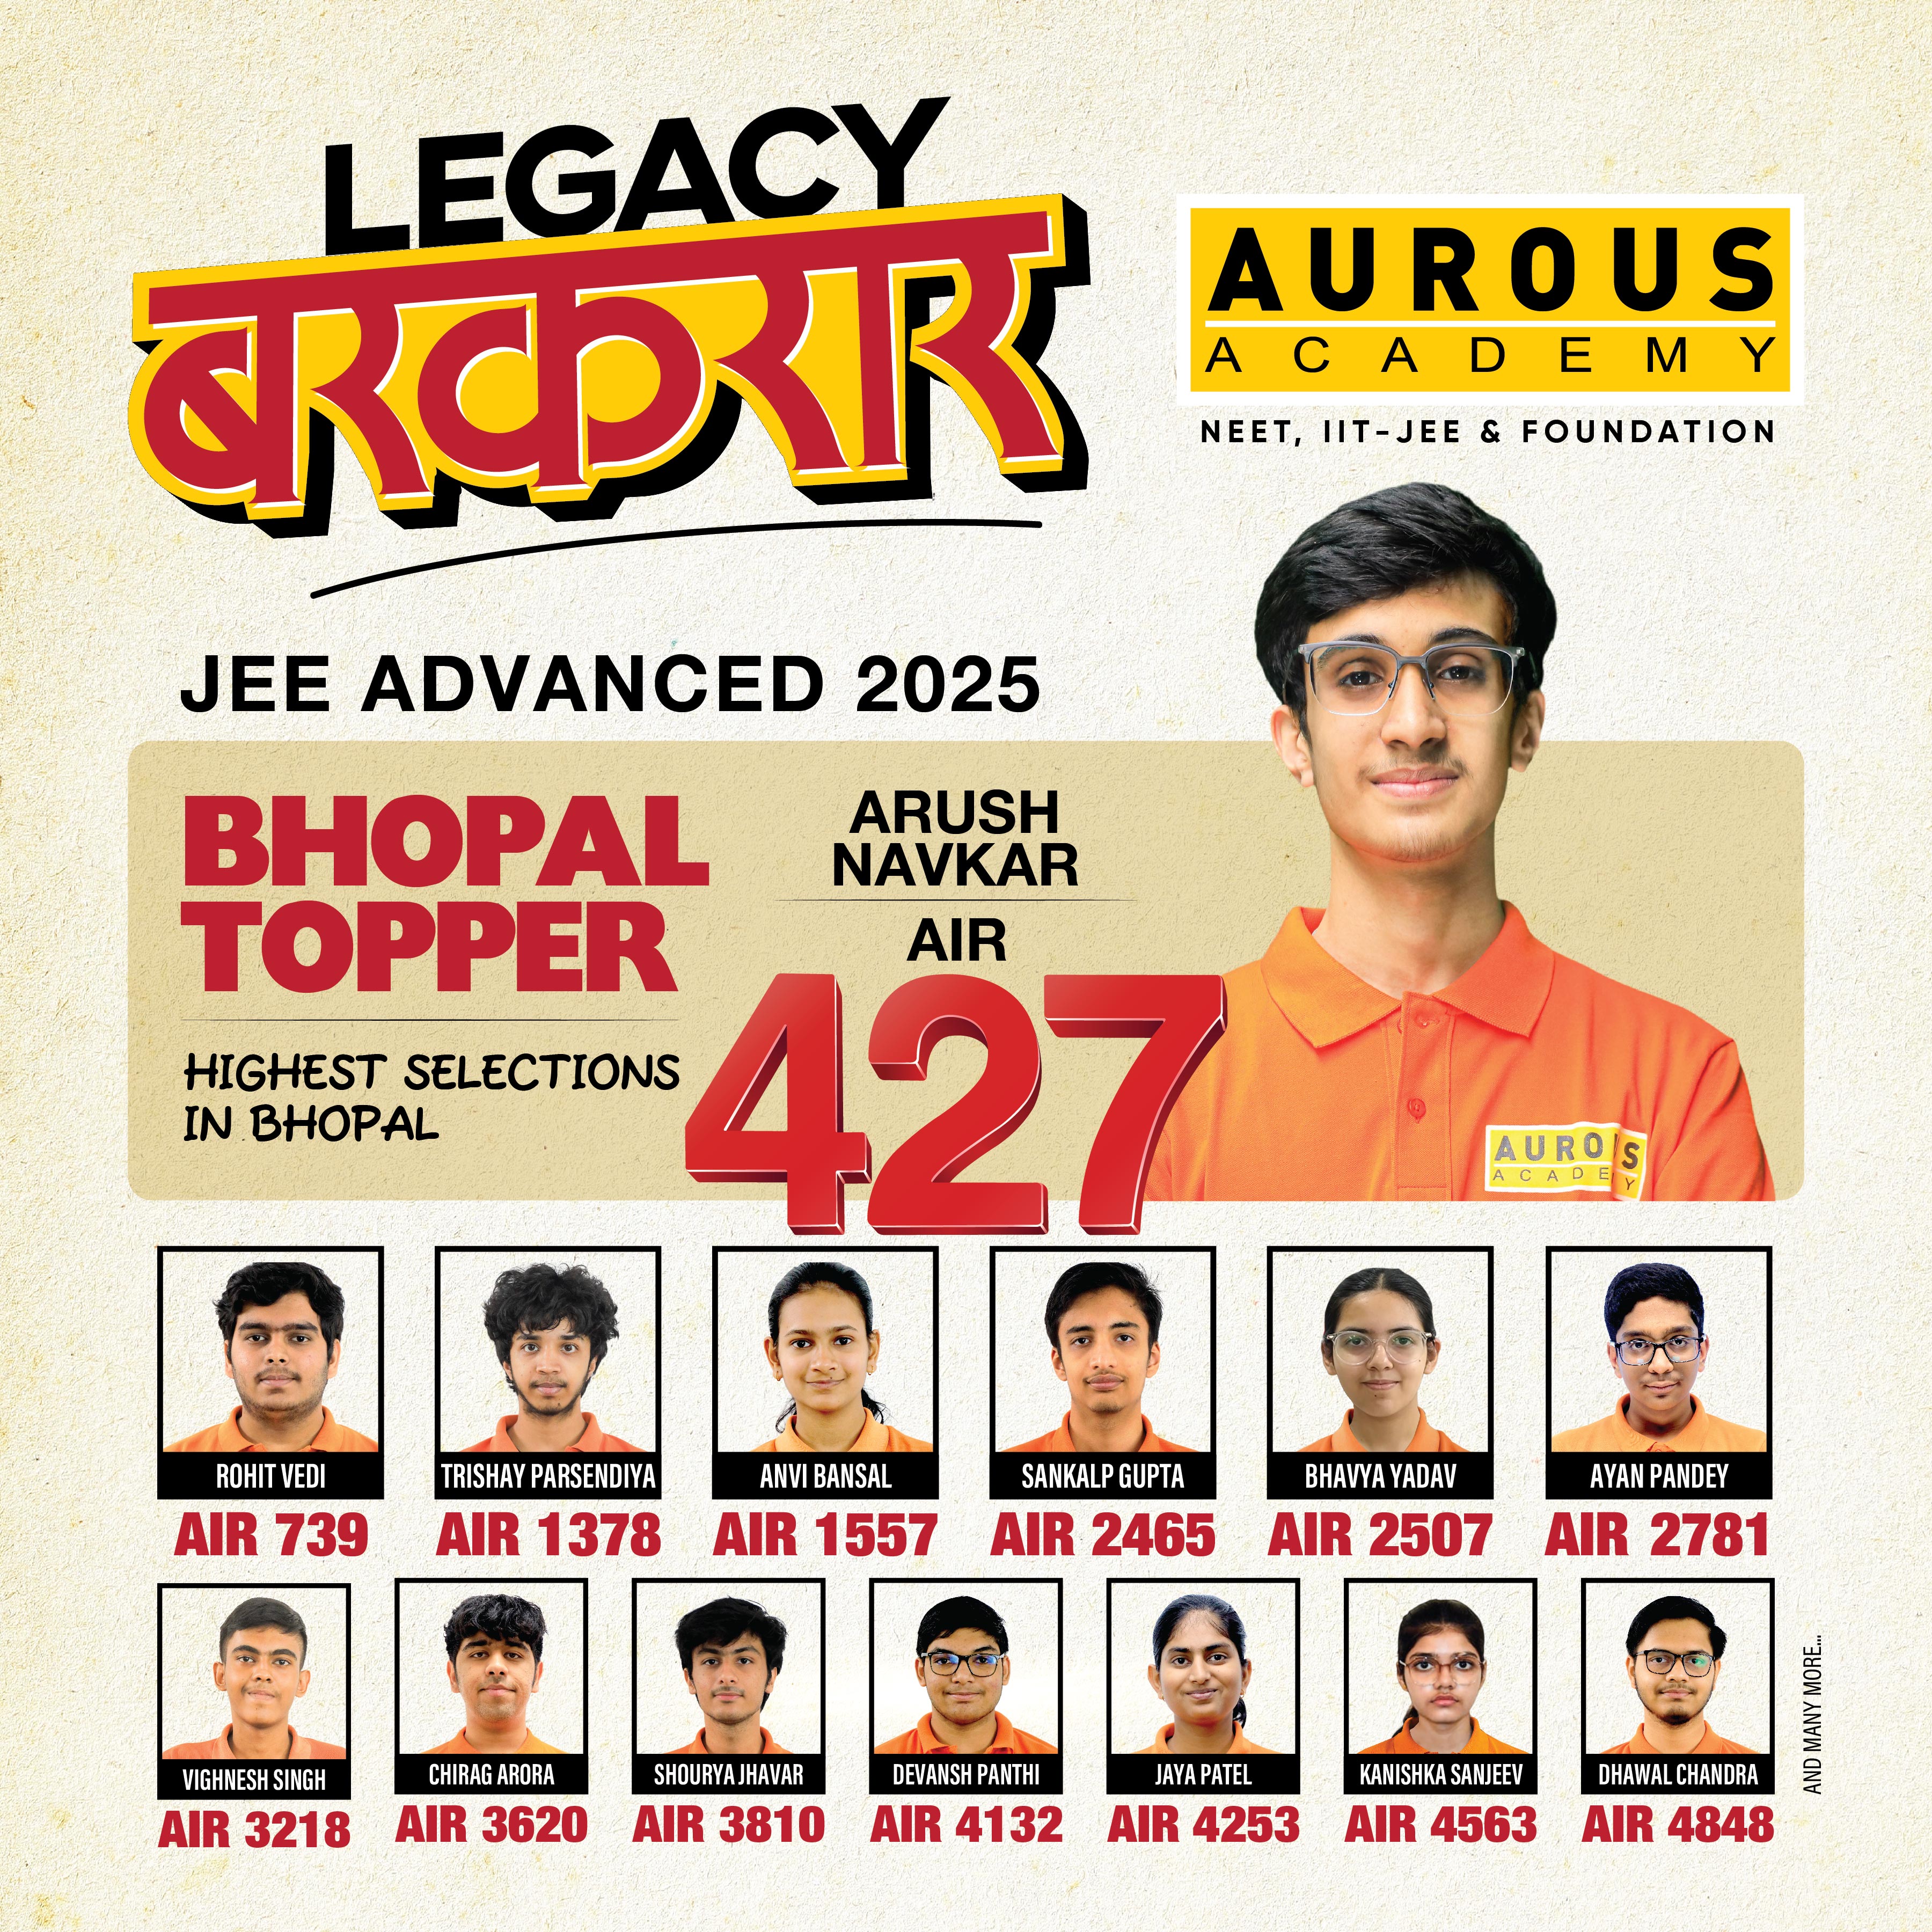 LEGACY
बरकरार
AUROUS
ACADEMY
NEET, IIT-JEE & FOUNDATION
JEE ADVANCED 2025
BHOPAL
TOPPER
HIGHEST SELECTIONS
IN BHOPAL
ARUSH
NAVKAR
AIR
427
AUROUS
ACADEMY
ROHIT VEDI
AIR 739
TRISHAY PARSENDIYA
AIR 1378
ANVI BANSAL
AIR 1557
SANKALP GUPTA
AIR 2465
BHAVYA YADAV
AIR 2507
AYAN PANDEY
AIR 2781
VIGHNESH SINGH
AIR 3218
CHIRAG ARORA
AIR 3620
SHOURYA JHAVAR
AIR 3810
DEVANSH PANTHI
AIR 4132
JAYA PATEL
AIR 4253
KANISHKA SANJEEV
AIR 4563
DHAWAL CHANDRA
AIR 4848
AND MANY MORE...